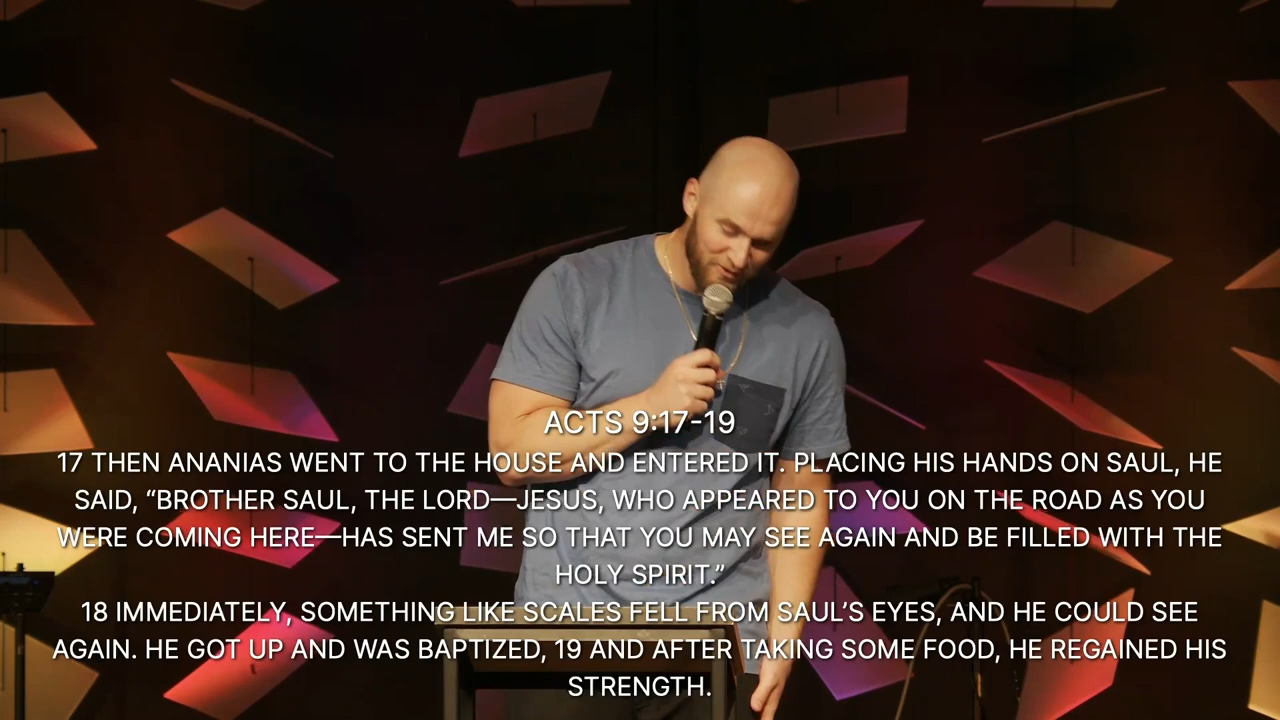 ACTS 9:17-19
17 THEN ANANIAS WENT TO THE HOUSE AND ENTERED IT. PLACING HIS HANDS ON SAUL, HE
SAID, “BROTHER SAUL, THE LORD—JESUS, WHO APPEARED TO YOU ON THE ROAD AS YOU
WERE COMING HERE—HAS SENT ME SO THAT YOU MAY SEE AGAIN AND BE FILLED WITH THE
HOLY SPIRIT.”
18 IMMEDIATELY, SOMETHING LIKE SCALES FELL FROM SAUL’S EYES, AND HE COULD SEE
AGAIN. HE GOT UP AND WAS BAPTIZED, 19 AND AFTER TAKING SOME FOOD, HE REGAINED HIS
STRENGTH.